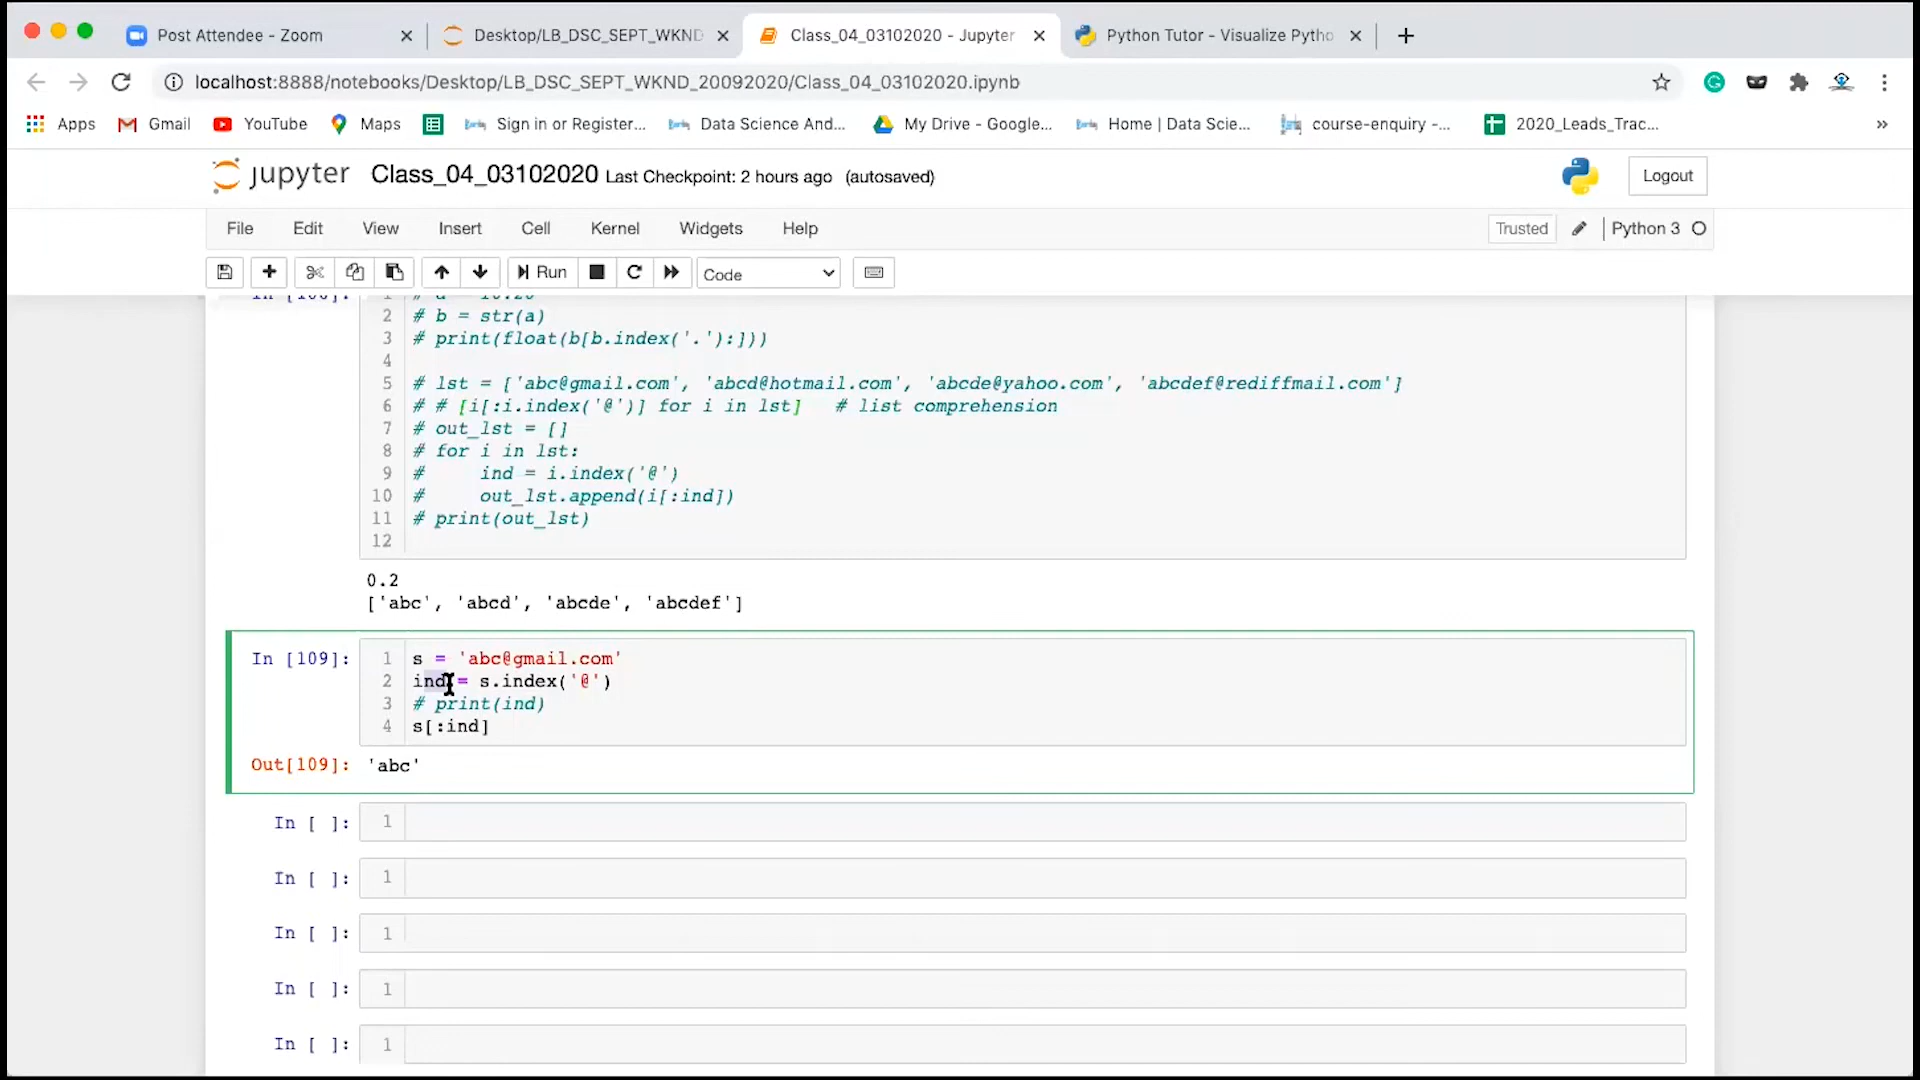 Post Attendee - Zoom
Desktop/LB_DSC_SEPT_WKND
Class_04_03102020 - Jupyter
Python Tutor - Visualize Pytho
localhost:8888/notebooks/Desktop/LB_DSC_SEPT_WKND_20092020/Class_04_03102020.ipynb
Apps Gmail YouTube Maps Sign in or Register... Data Science And... My Drive - Google... Home | Data Scie... course-enquiry -... 2020_Leads_Trac... »
jupyter Class_04_03102020 Last Checkpoint: 2 hours ago (autosaved) Logout
File Edit View Insert Cell Kernel Widgets Help Trusted Python 3
Run Code
2 # b = str(a)
3 # print(float(b[b.index('.'):]))
4
5 # lst = ['abc@gmail.com', 'abcd@hotmail.com', 'abcde@yahoo.com', 'abcdef@rediffmail.com']
6 # # [i[:i.index('@')] for i in lst] # list comprehension
7 # out_lst = []
8 # for i in lst:
9 # ind = i.index('@')
10 # out_lst.append(i[:ind])
11 # print(out_lst)
12
0.2
['abc', 'abcd', 'abcde', 'abcdef']
In [109]: 1 s = 'abc@gmail.com'
2 ind = s.index('@')
3 # print(ind)
4 s[:ind]
Out[109]: 'abc'
In [ ]: 1
In [ ]: 1
In [ ]: 1
In [ ]: 1
In [ ]: 1